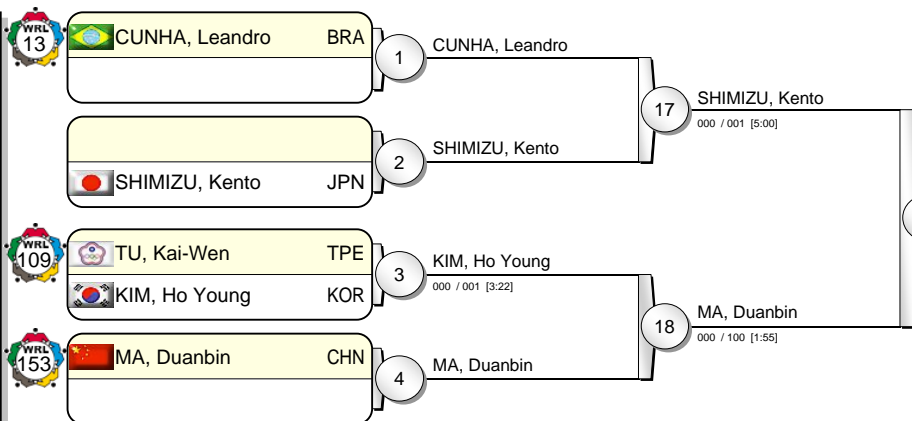 WRL
13
CUNHA, Leandro BRA
1
CUNHA, Leandro
17
SHIMIZU, Kento
000 / 001 [5:00]
2
SHIMIZU, Kento
SHIMIZU, Kento JPN
WRL
109
TU, Kai-Wen TPE
KIM, Ho Young KOR
3
KIM, Ho Young
000 / 001 [3:22]
18
MA, Duanbin
000 / 100 [1:55]
WRL
153
MA, Duanbin CHN
4
MA, Duanbin